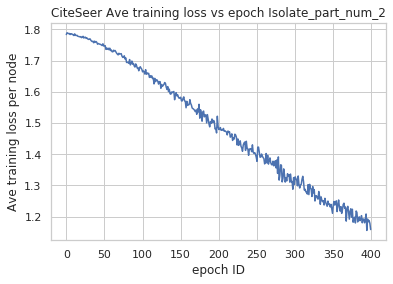 CiteSeer Ave training loss vs epoch Isolate_part_num_2
Ave training loss per node
1.8
1.7
1.6
1.5
1.4
1.3
1.2
0 50 100 150 200 250 300 350 400
epoch ID